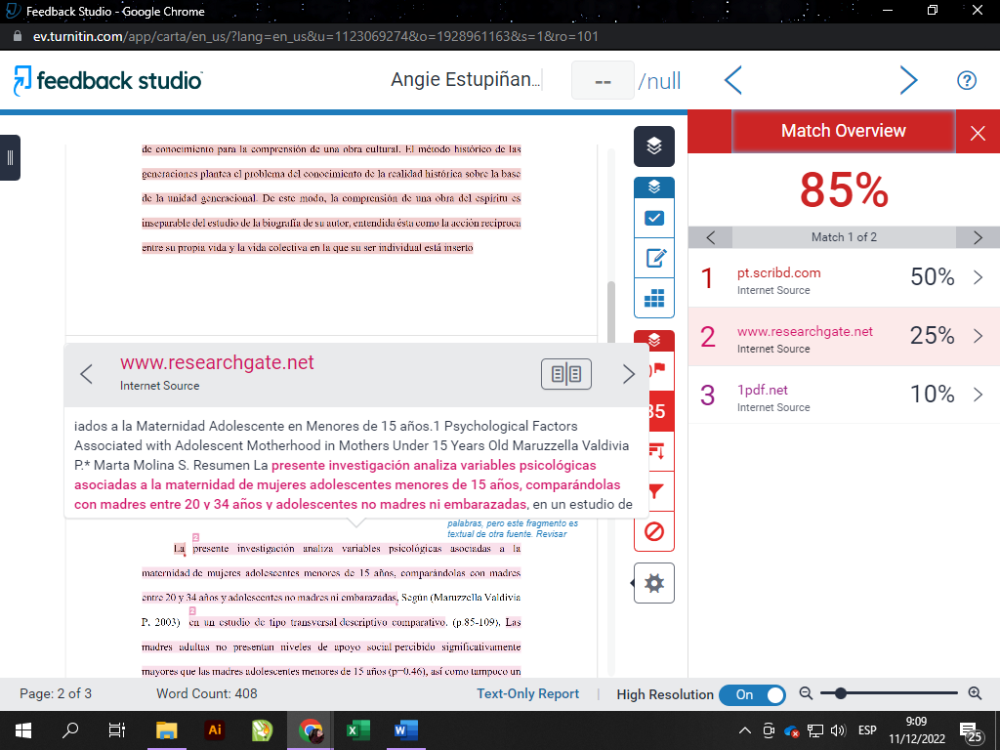 Feedback Studio - Google Chrome
ev.turnitin.com/app/carta/en_us/?lang=en_us&u=1123069274&o=1928961163&s=1&ro=101
feedback studio
Angie Estupiñan...
-- /null
?
de conocimiento para la comprensión de una obra cultural. El método histórico de las
generaciones plantea el problema del conocimiento de la realidad histórica sobre la base
de la unidad generacional. De este modo, la comprensión de una obra del espíritu es
inseparable del estudio de la biografía de su autor, entendida ésta como la acción recíproca
entre su propia vida y la vida colectiva en la que su ser individual está inserto
www.researchgate.net
Internet Source
iados a la Maternidad Adolescente en Menores de 15 años.1 Psychological Factors
Associated with Adolescent Motherhood in Mothers Under 15 Years Old Maruzzella Valdivia
P.* Marta Molina S. Resumen La presente investigación analiza variables psicológicas
asociadas a la maternidad de mujeres adolescentes menores de 15 años, comparándolas
con madres entre 20 y 34 años y adolescentes no madres ni embarazadas, en un estudio de
palabras, pero este fragmento es
textual de otra fuente. Revisar
2
La presente investigación analiza variables psicológicas asociadas a la
maternidad de mujeres adolescentes menores de 15 años, comparándolas con madres
entre 20 y 34 años y adolescentes no madres ni embarazadas, Según (Maruzzella Valdivia
2
P. 2003) en un estudio de tipo transversal descriptivo comparativo. (p.85-109). Las
madres adultas no presentan niveles de apoyo social percibido significativamente
mayores que las madres adolescentes menores de 15 años (p=0.46), así como tampoco un
35
Match Overview
85%
Match 1 of 2
1 pt.scribd.com 50%
Internet Source
2 www.researchgate.net 25%
Internet Source
3 1pdf.net 10%
Internet Source
Page: 2 of 3 Word Count: 408 Text-Only Report | High Resolution On
Ai
ESP
9:09
11/12/2022
25